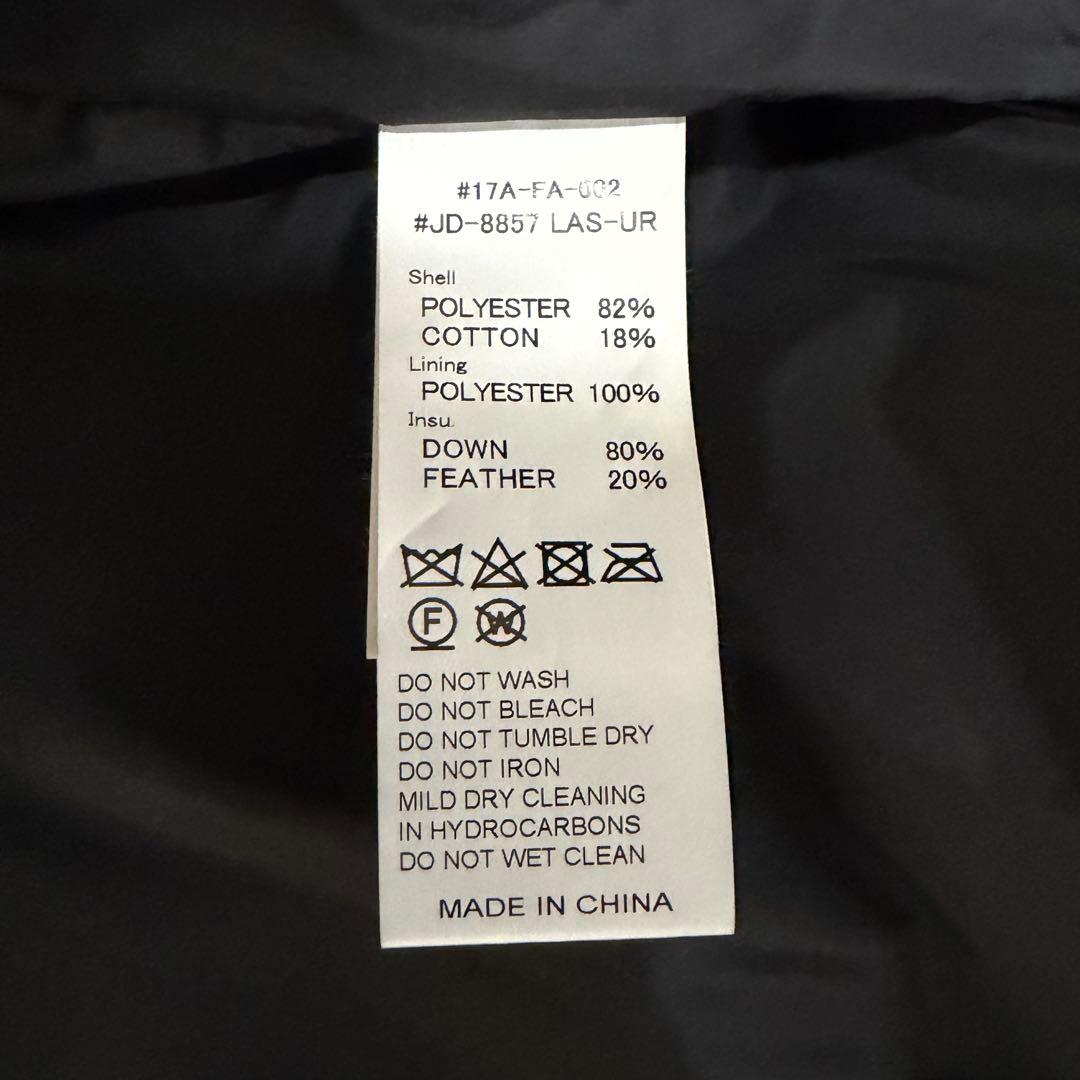 #17A-FA-002
#JD-8857 LAS-UR
Shell
POLYESTER 82%
COTTON 18%
Lining
POLYESTER 100%
Insu.
DOWN 80%
FEATHER 20%
F W
DO NOT WASH
DO NOT BLEACH
DO NOT TUMBLE DRY
DO NOT IRON
MILD DRY CLEANING
IN HYDROCARBONS
DO NOT WET CLEAN
MADE IN CHINA